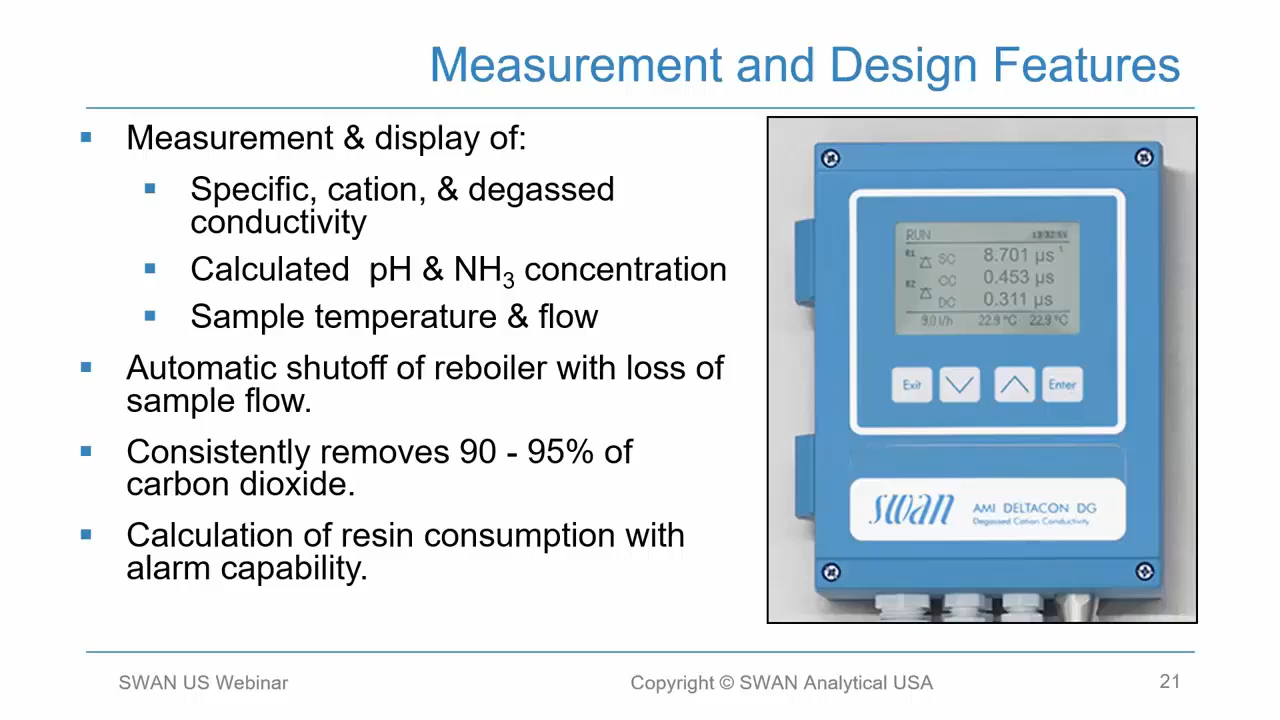 Measurement and Design Features
Measurement & display of:
Specific, cation, & degassed
conductivity
Calculated pH & NH3 concentration
Sample temperature & flow
Automatic shutoff of reboiler with loss of
sample flow.
Consistently removes 90 - 95% of
carbon dioxide.
Calculation of resin consumption with
alarm capability.
RUN
R1 SC 8.701 µs 1
CC 0.453 µs
R2 DC 0.311 µs
9.0 l/h 22.9 °C 22.9 °C
Exit Enter
swan AMI DELTACON DG
Degassed Cation Conductivity
SWAN US Webinar Copyright © SWAN Analytical USA 21